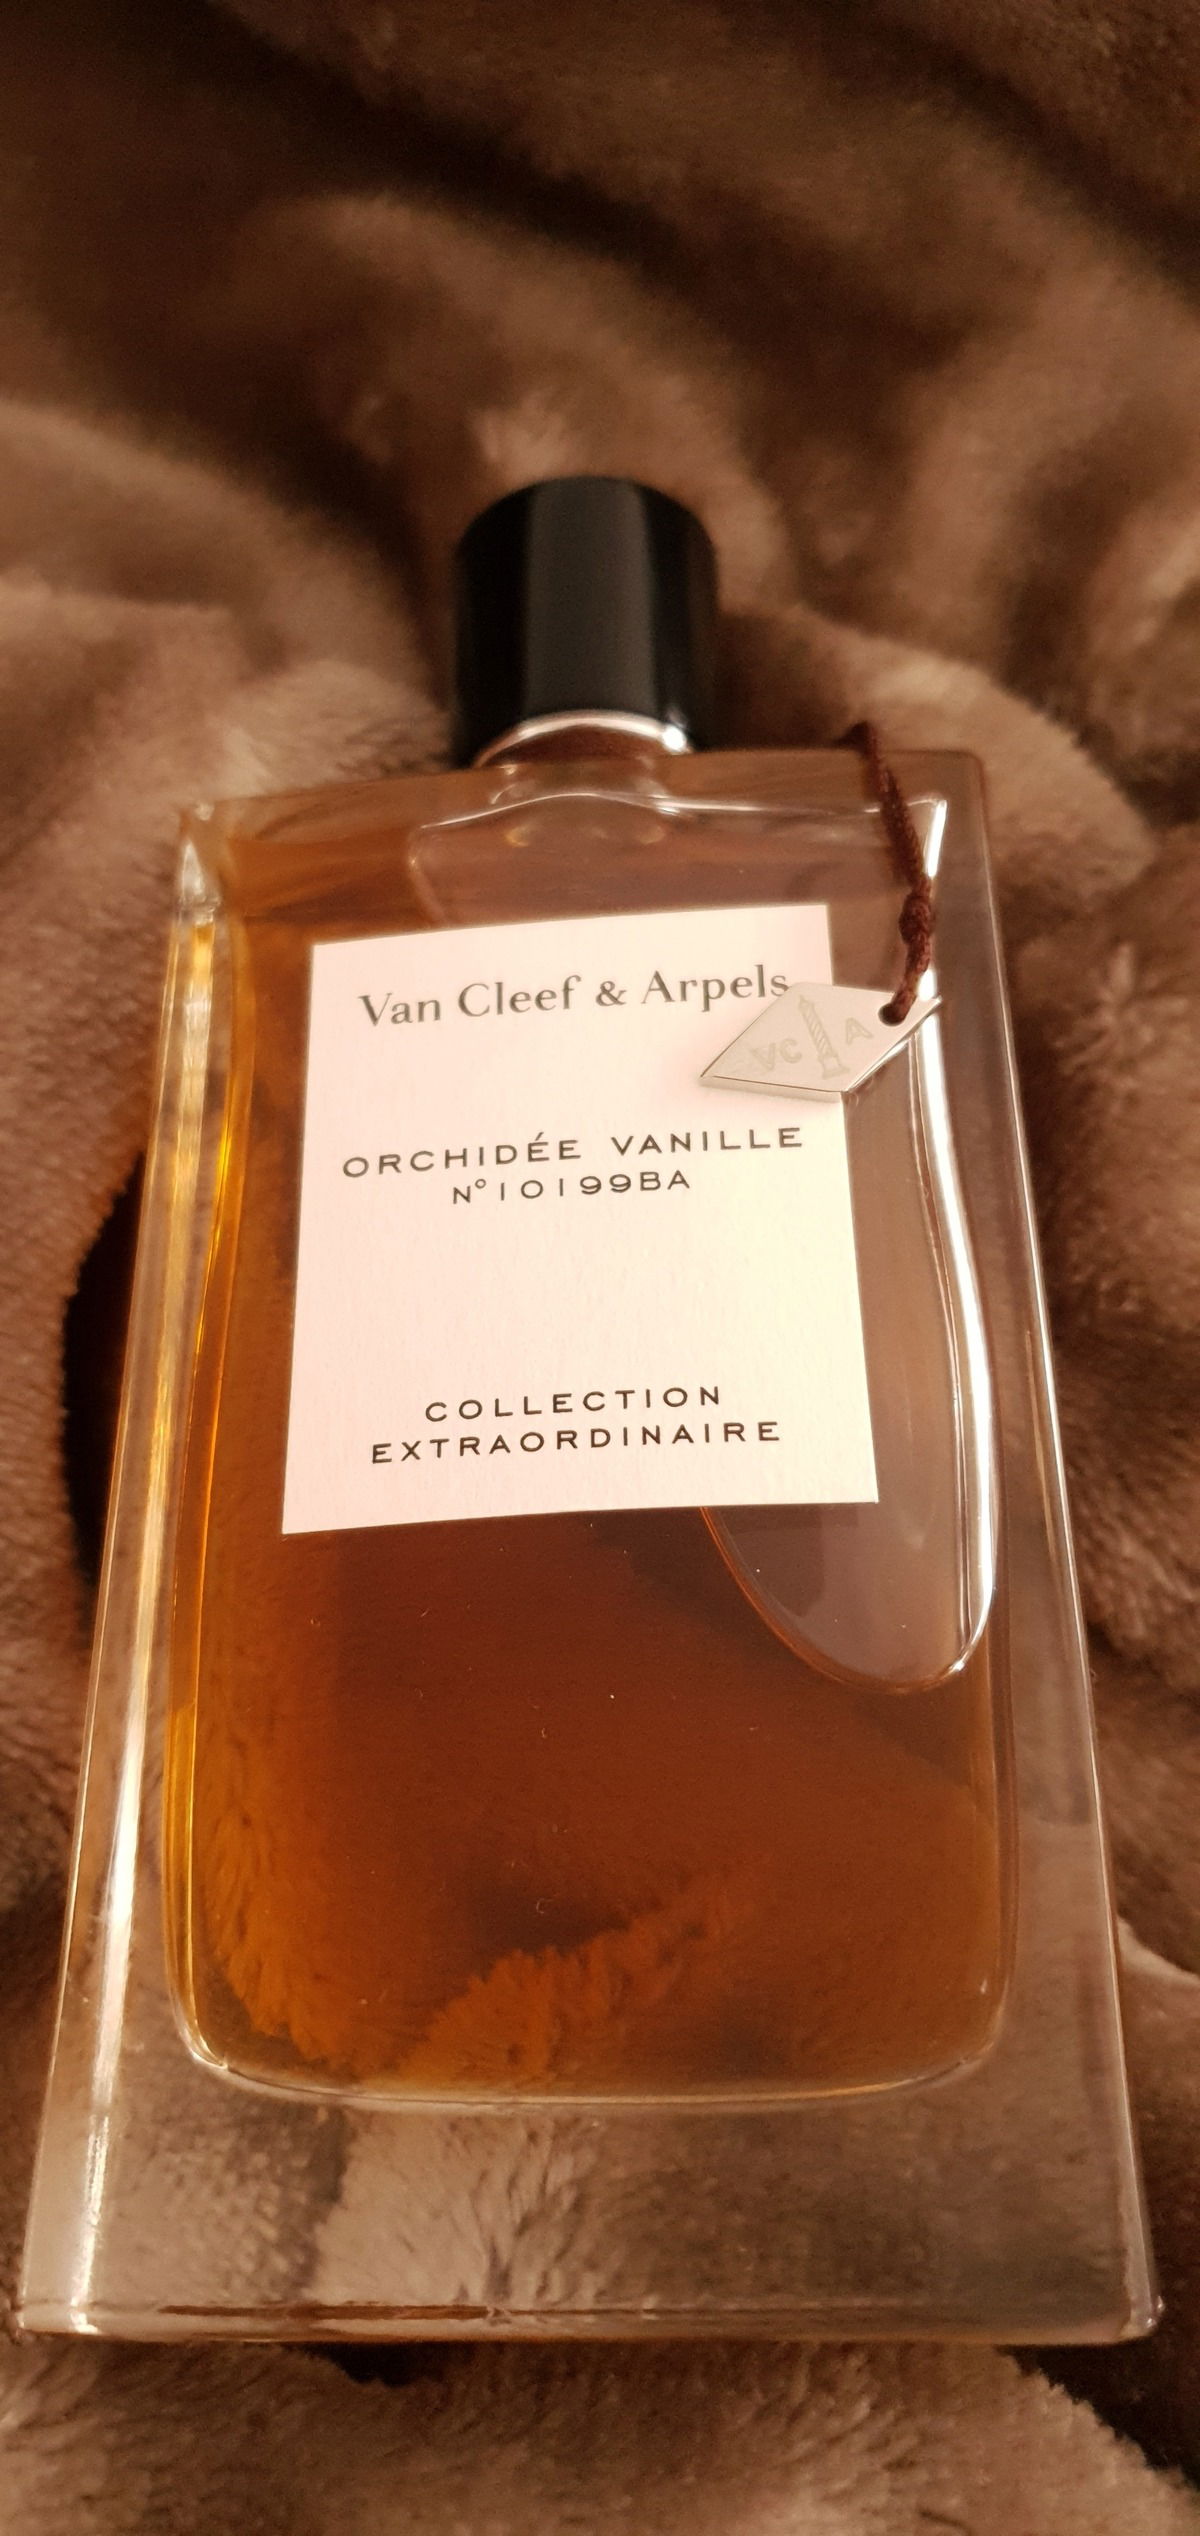 Van Cleef & Arpels
VC A
ORCHIDÉE VANILLE
N°10199BA
COLLECTION
EXTRAORDINAIRE